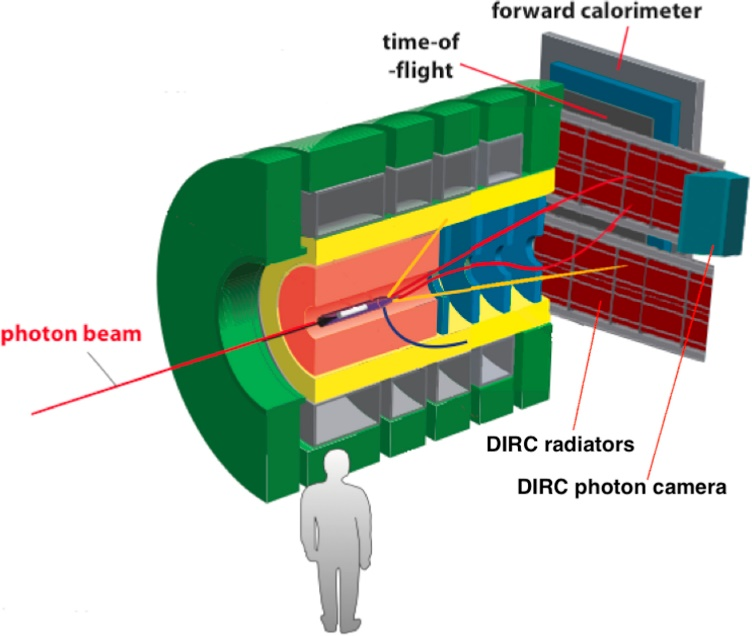 forward calorimeter
time-of
-flight
photon beam
DIRC radiators
DIRC photon camera